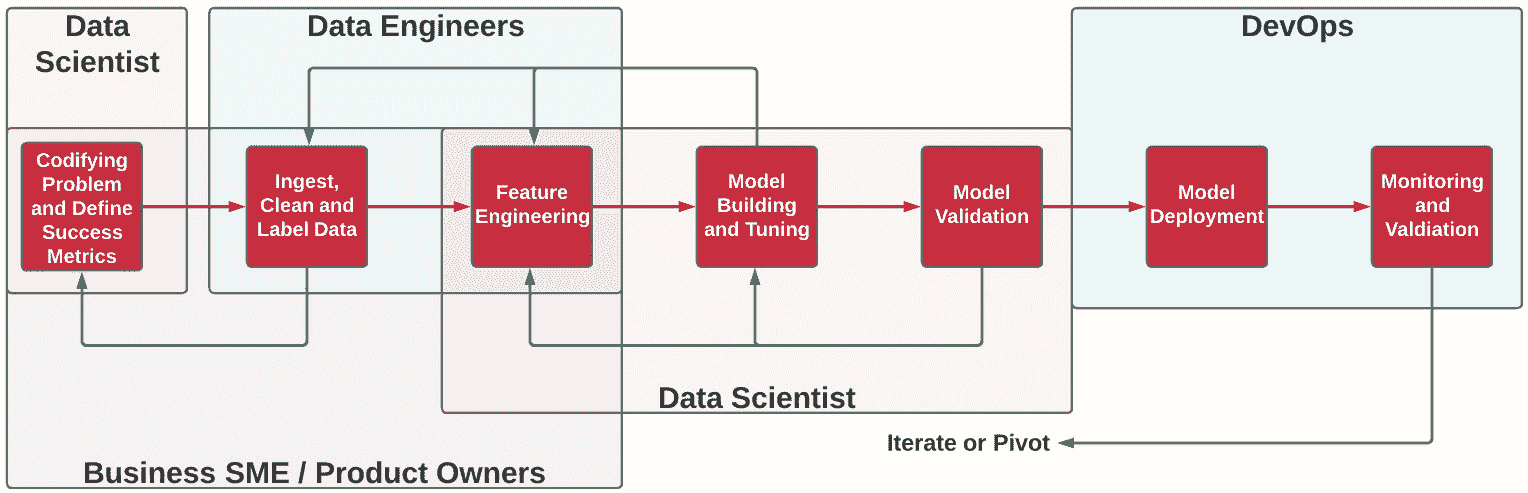 Data
Scientist
Data Engineers
DevOps
Codifying
Problem
and Define
Success
Metrics
Ingest,
Clean and
Label Data
Feature
Engineering
Model
Building
and Tuning
Model
Validation
Model
Deployment
Monitoring
and
Valdiation
Data Scientist
Iterate or Pivot
Business SME / Product Owners